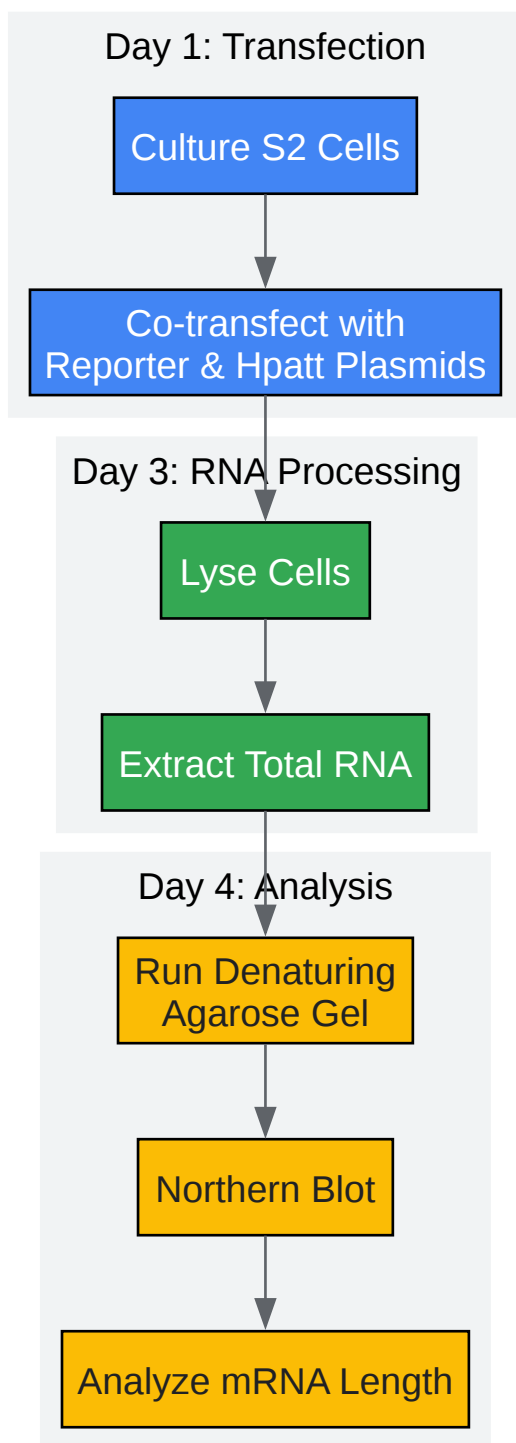 Day 1: Transfection
Culture S2 Cells
Co-transfect with
Reporter & Hpatt Plasmids
Day 3: RNA Processing
Lyse Cells
Extract Total RNA
Day 4: Analysis
Run Denaturing
Agarose Gel
Northern Blot
Analyze mRNA Length